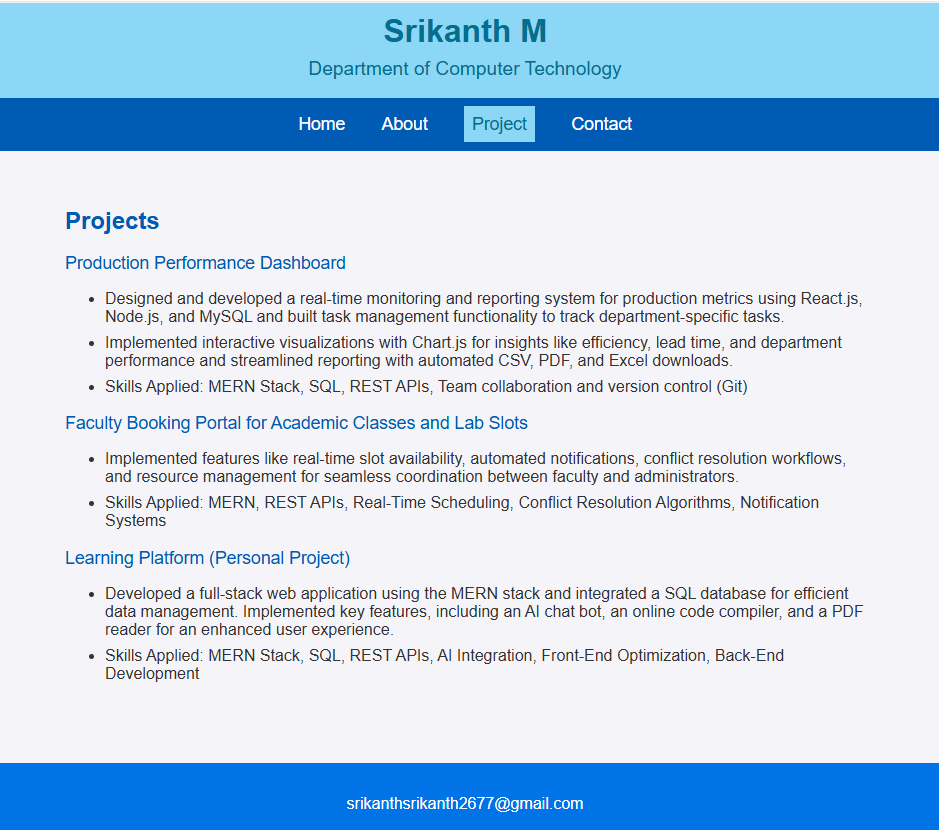 Srikanth M
Department of Computer Technology
Home About Project Contact
Projects
Production Performance Dashboard
• Designed and developed a real-time monitoring and reporting system for production metrics using React.js,
Node.js, and MySQL and built task management functionality to track department-specific tasks.
• Implemented interactive visualizations with Chart.js for insights like efficiency, lead time, and department
performance and streamlined reporting with automated CSV, PDF, and Excel downloads.
• Skills Applied: MERN Stack, SQL, REST APIs, Team collaboration and version control (Git)
Faculty Booking Portal for Academic Classes and Lab Slots
• Implemented features like real-time slot availability, automated notifications, conflict resolution workflows,
and resource management for seamless coordination between faculty and administrators.
• Skills Applied: MERN, REST APIs, Real-Time Scheduling, Conflict Resolution Algorithms, Notification
Systems
Learning Platform (Personal Project)
• Developed a full-stack web application using the MERN stack and integrated a SQL database for efficient
data management. Implemented key features, including an AI chat bot, an online code compiler, and a PDF
reader for an enhanced user experience.
• Skills Applied: MERN Stack, SQL, REST APIs, AI Integration, Front-End Optimization, Back-End
Development
srikanthsrikanth2677@gmail.com